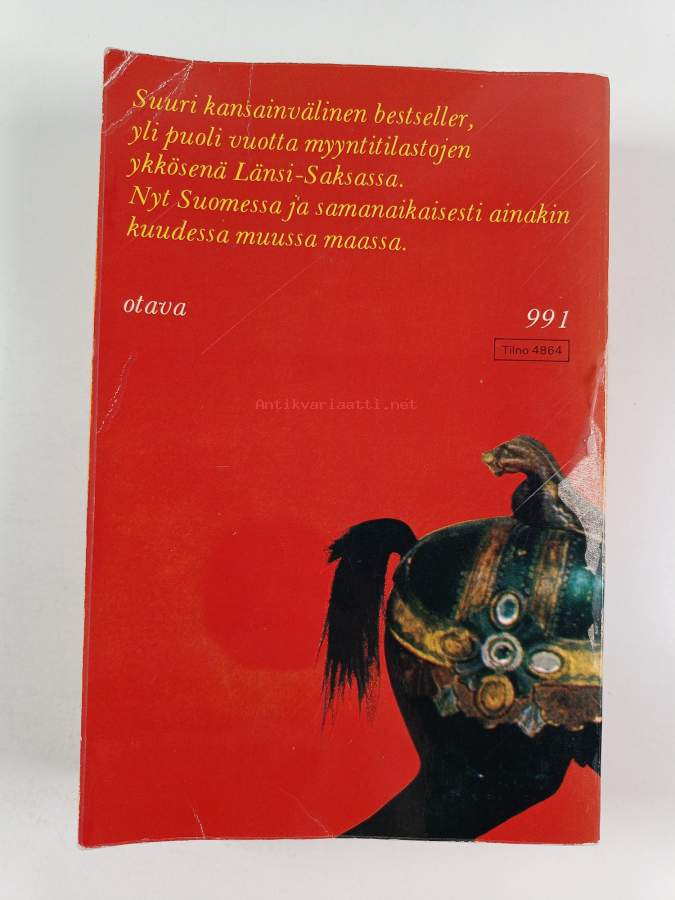 Suuri kansainvälinen bestseller,
yli puoli vuotta myyntitilastojen
ykkösenä Länsi-Saksassa.
Nyt Suomessa ja samanaikaisesti ainakin
kuudessa muussa maassa.
otava
991
Tilno 4864
Antikvariaatti.net